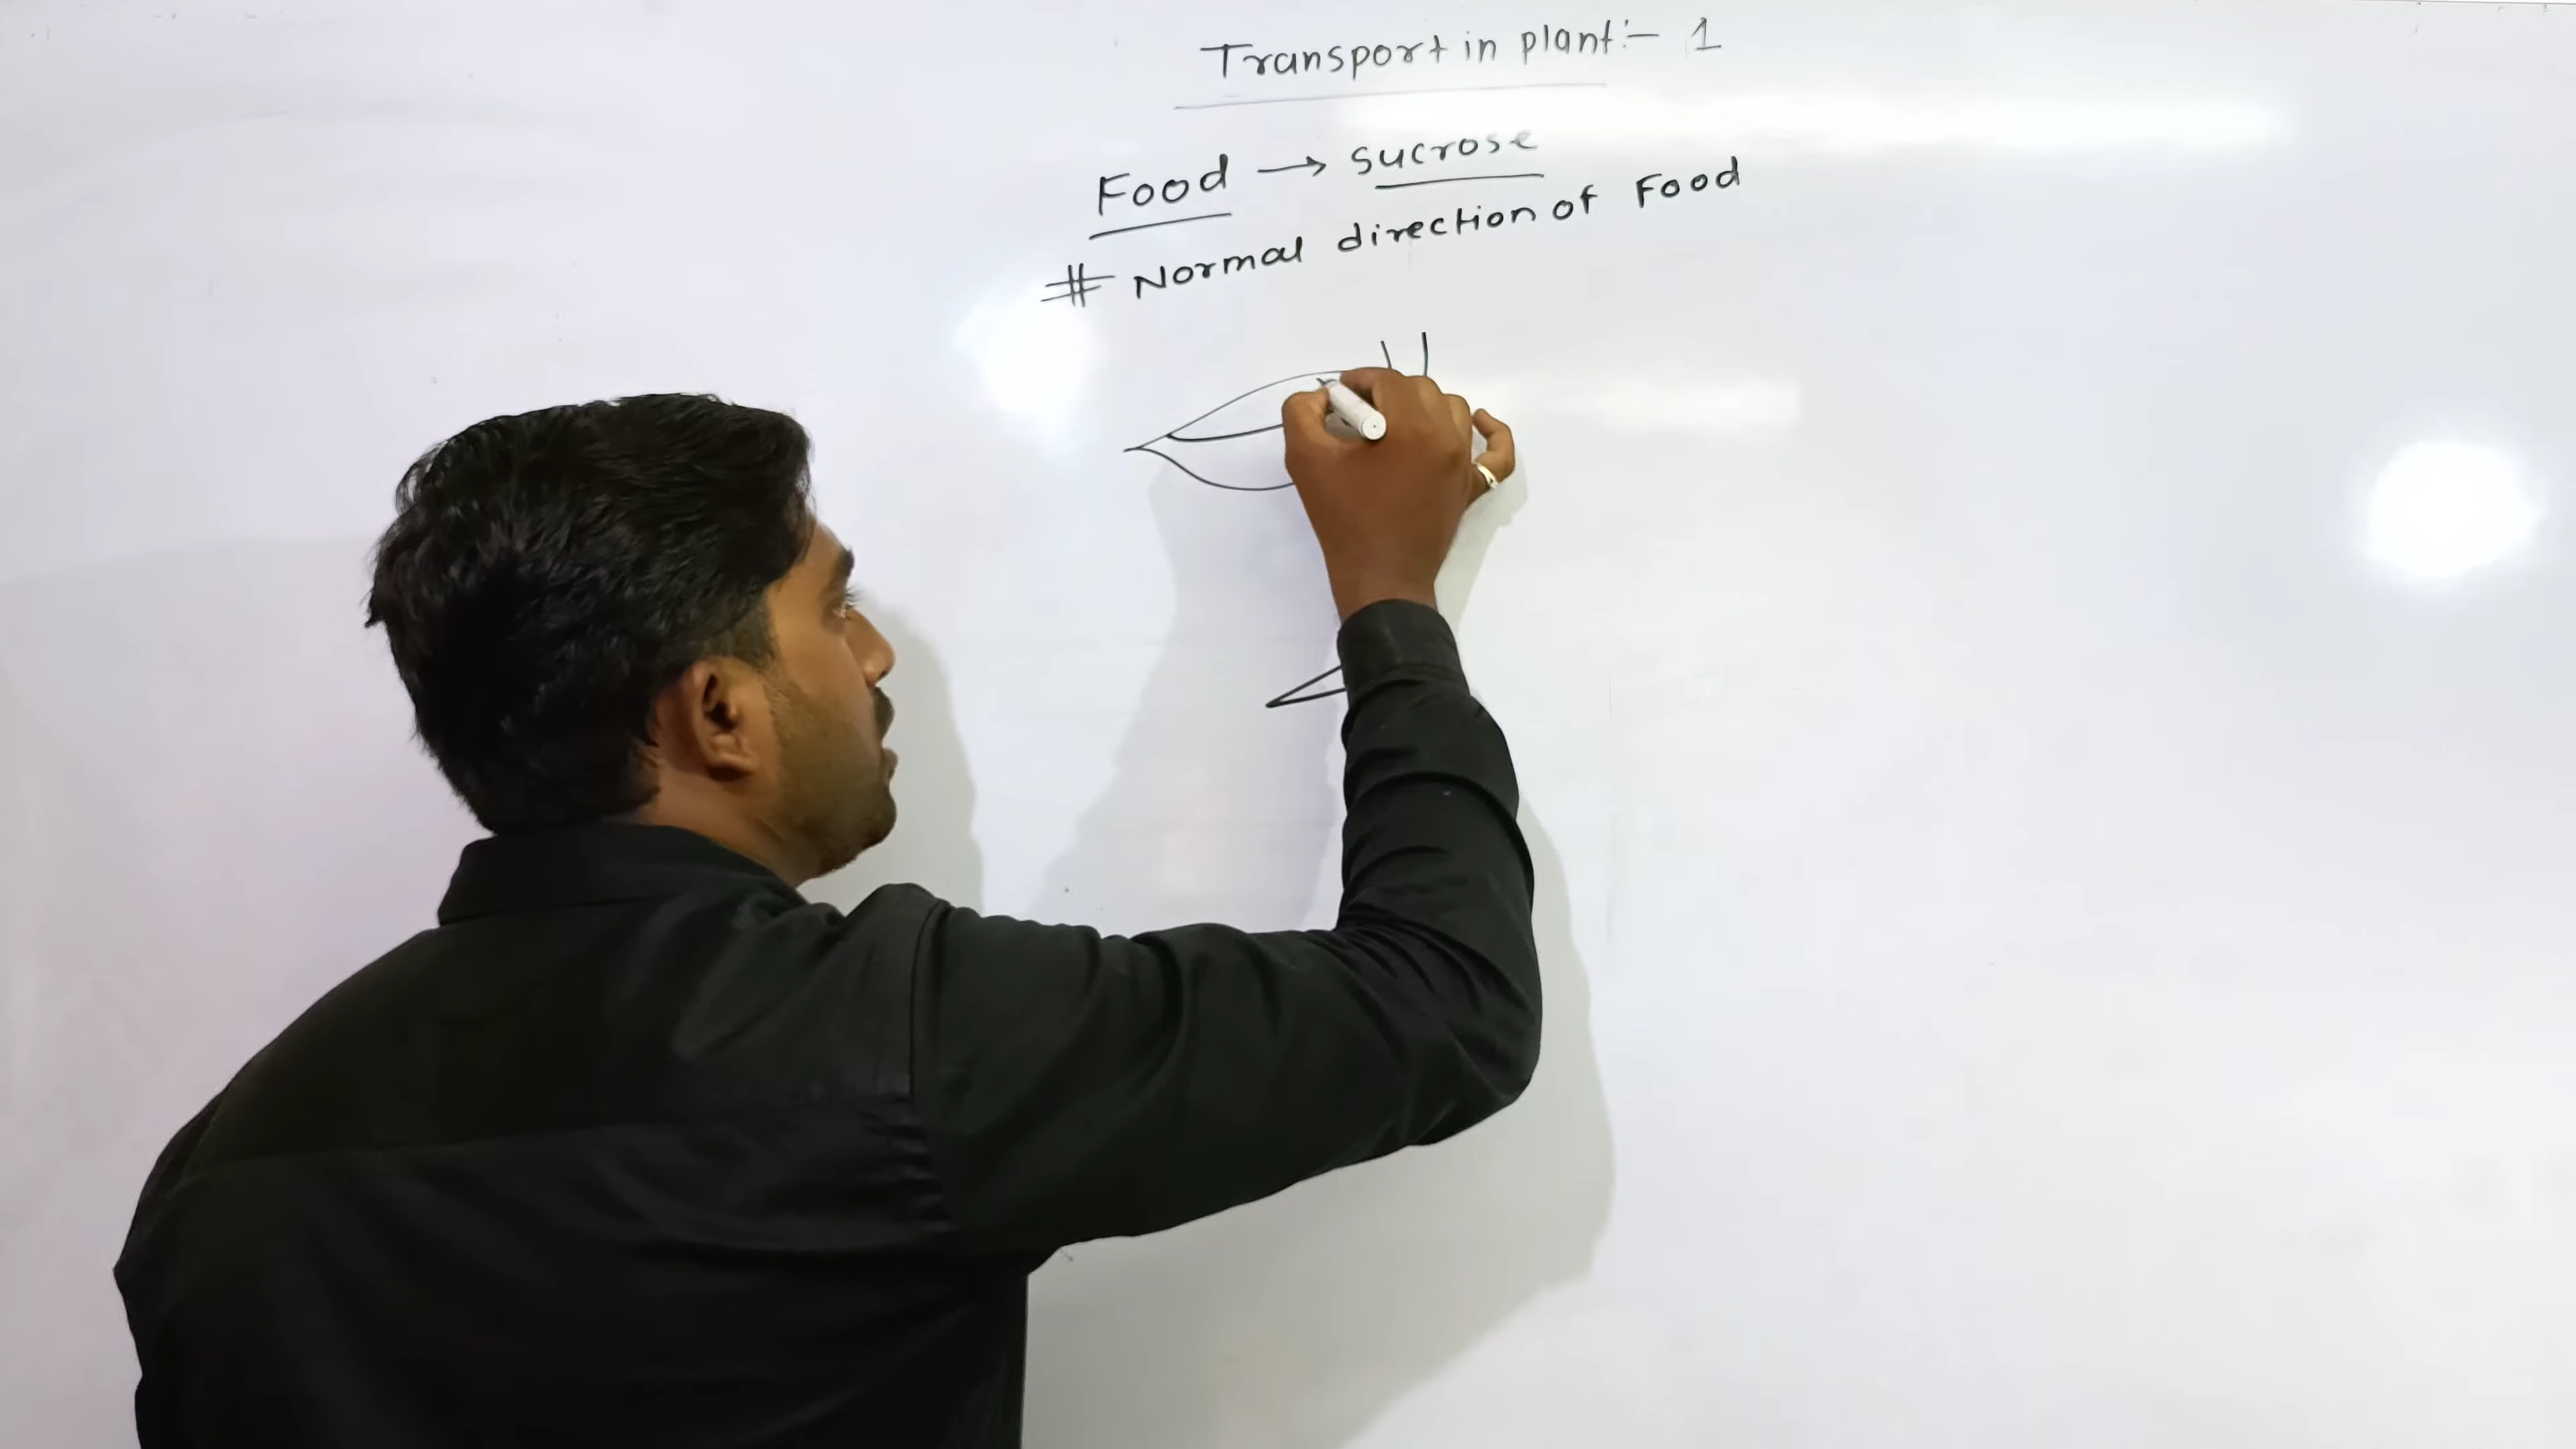 Transport in plant:- 1
Food → sucrose
# Normal direction of Food